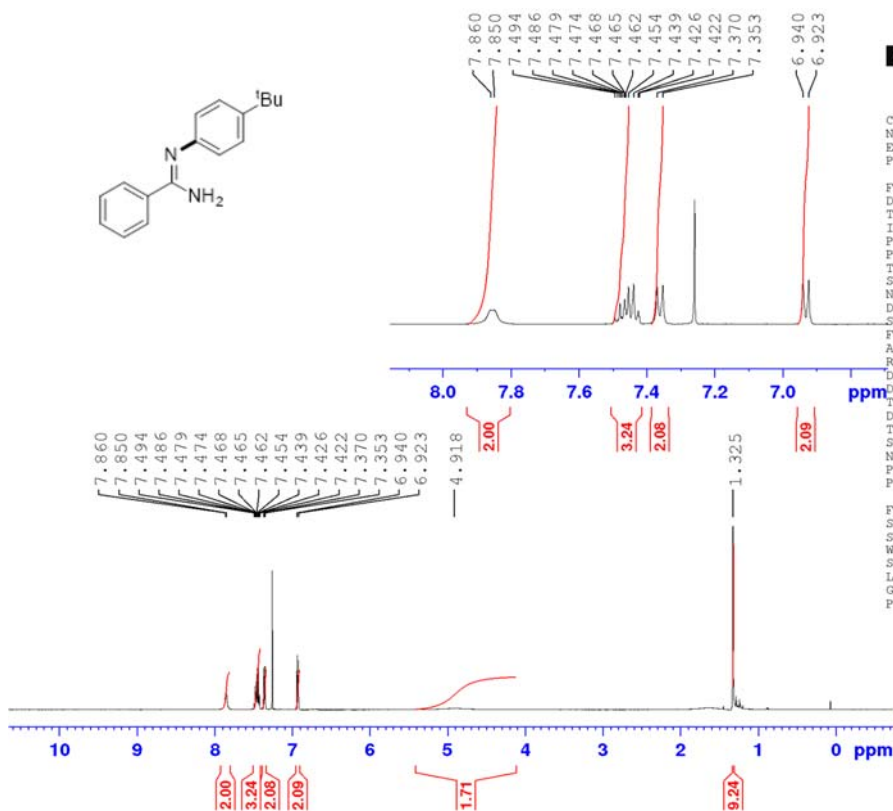 7.860
7.850
7.494
7.486
7.479
7.474
7.468
7.465
7.462
7.454
7.439
7.426
7.422
7.370
7.353
6.940
6.923
tBu
N
NH2
C
N
E
P
F
D
T
I
P
P
T
S
N
D
S
F
A
R
D
D
T
D
T
S
N
P
P
F
S
S
W
S
L
G
P
8.0 7.8 7.6 7.4 7.2 7.0 ppm
2.00 3.24 2.08 2.09
7.860
7.850
7.494
7.486
7.479
7.474
7.468
7.465
7.462
7.454
7.439
7.426
7.422
7.370
7.353
6.940
6.923
4.918
1.325
10 9 8 7 6 5 4 3 2 1 0 ppm
2.00 3.24 2.08 2.09 1.71 9.24